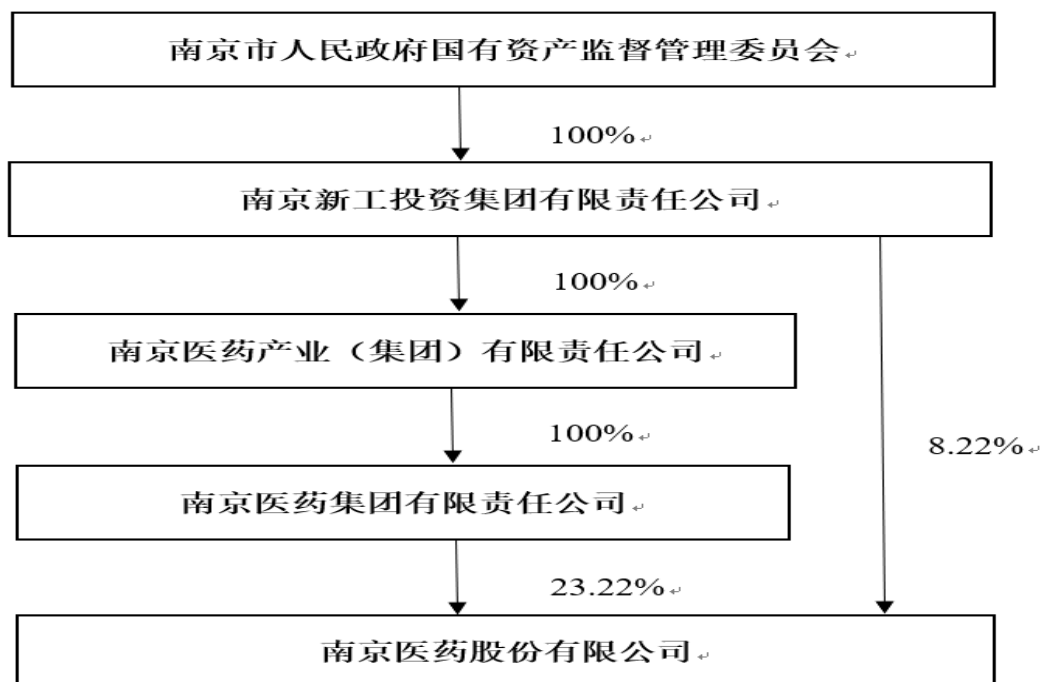 南京市人民政府国有资产监督管理委员会
100%
南京新工投资集团有限责任公司
100%
南京医药产业（集团）有限责任公司
100%
8.22%
南京医药集团有限责任公司
23.22%
南京医药股份有限公司